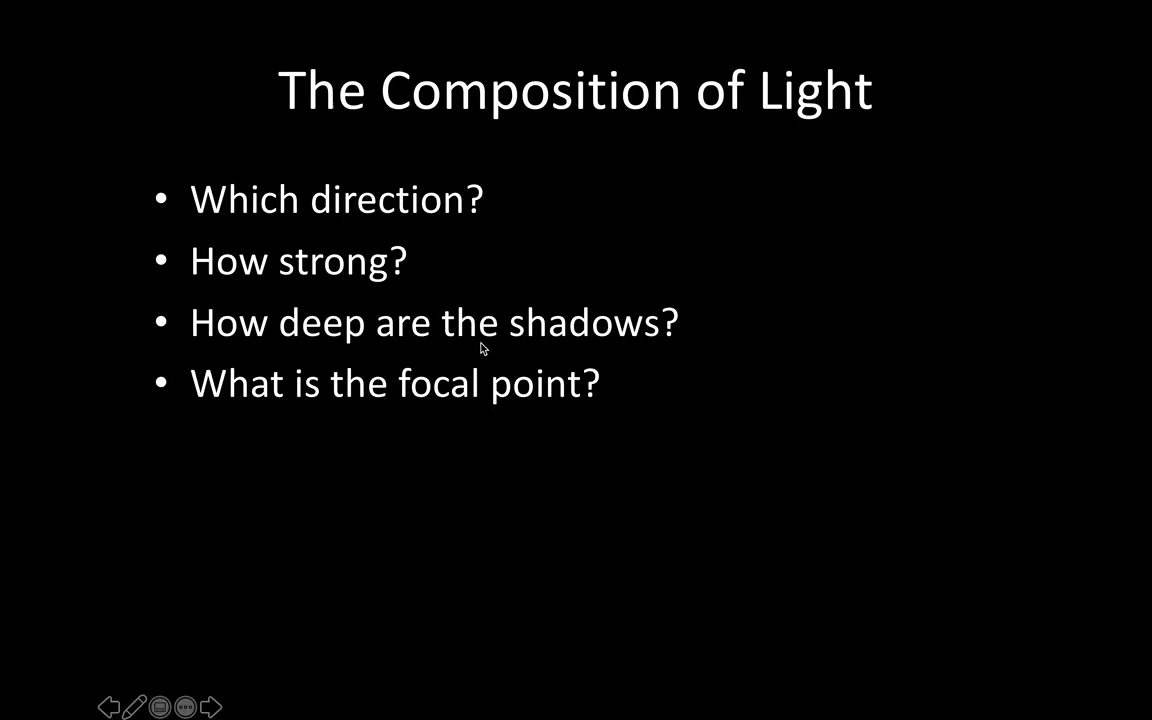 The Composition of Light
• Which direction?
• How strong?
• How deep are the shadows?
• What is the focal point?